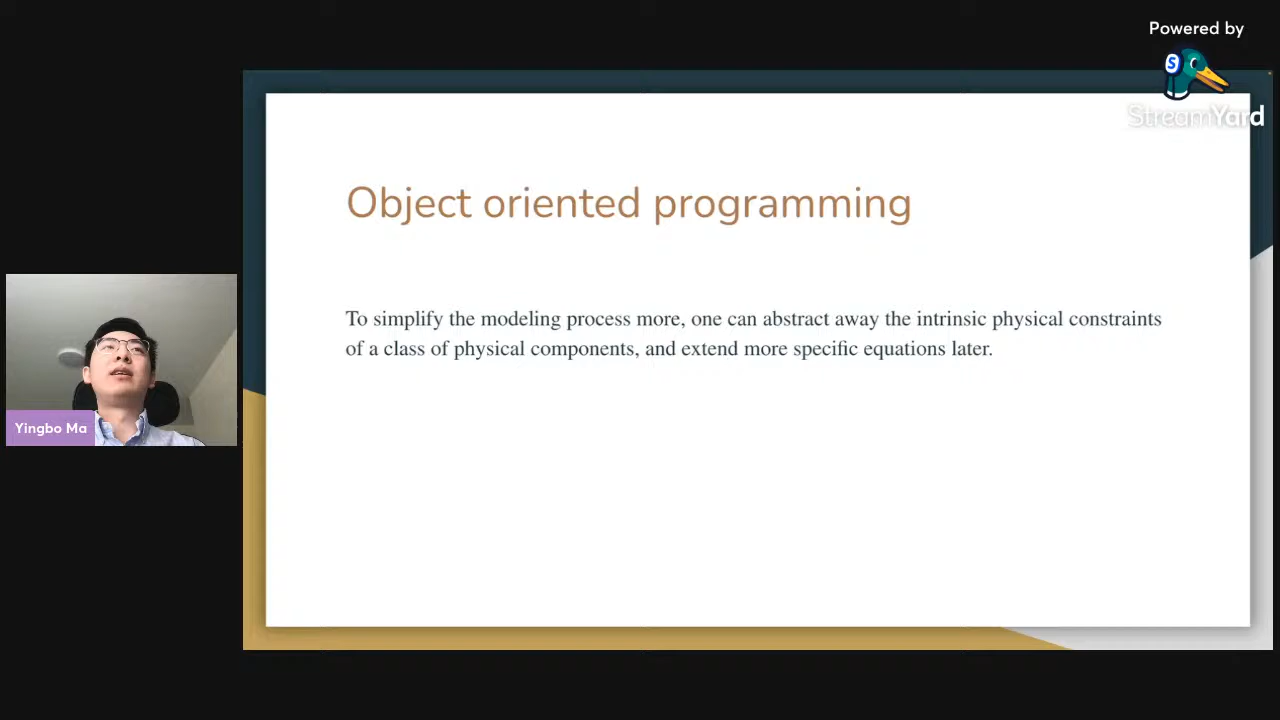 Powered by
S
StreamYard
Object oriented programming
To simplify the modeling process more, one can abstract away the intrinsic physical constraints
of a class of physical components, and extend more specific equations later.
Yingbo Ma